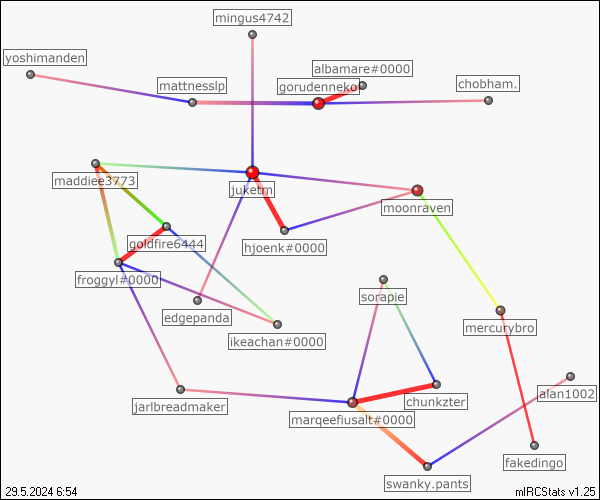 mingus4742
yoshimanden
albamare#0000
mattnesslp
gorudenneko
chobham.
maddiee3773
juketm
moonraven
goldfire6444
hjoenk#0000
froggyl#0000
sorapie
edgepanda
mercurybro
ikeachan#0000
alan1002
chunkzter
jarlbreadmaker
marqeefiusalt#0000
fakedingo
swanky.pants
29.5.2024 6:54
mIRCStats v1.25